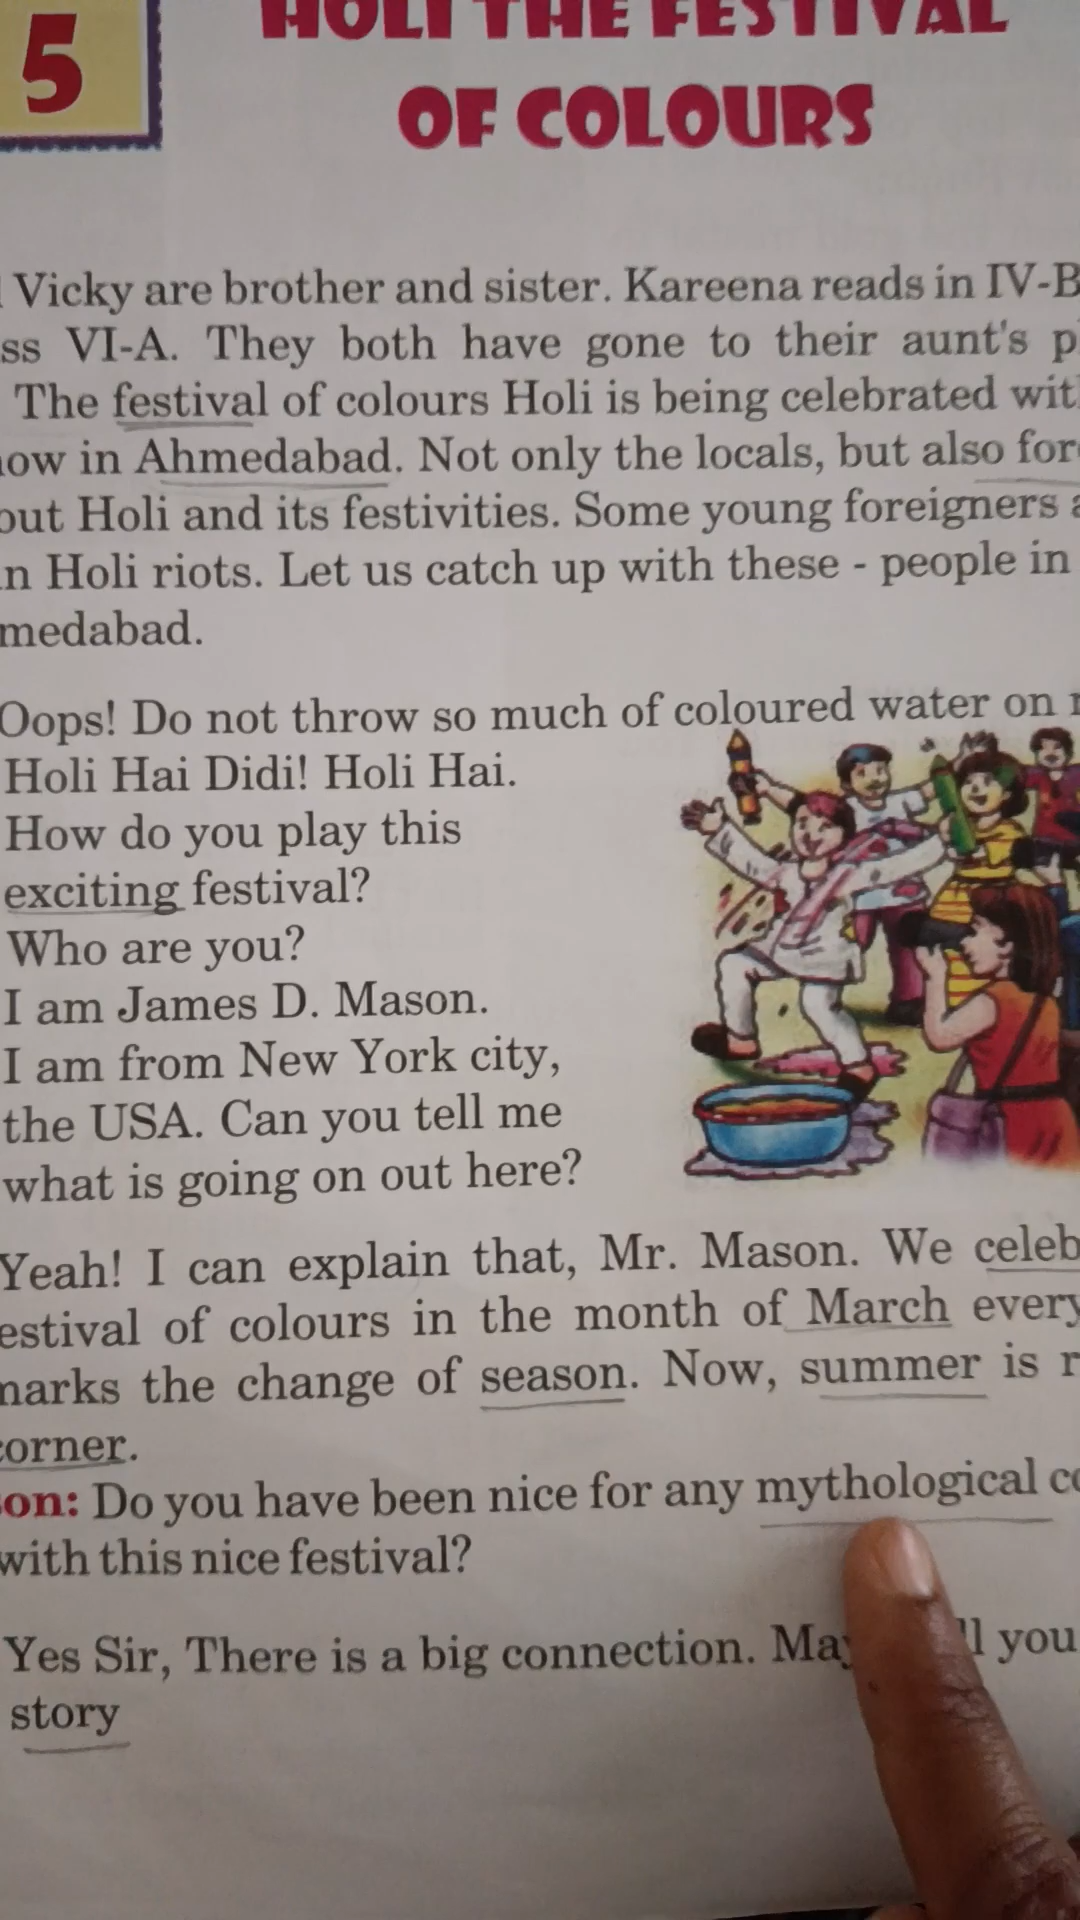 5
HOLI THE FESTIVAL
OF COLOURS
Vicky are brother and sister. Kareena reads in IV-B
ss VI-A. They both have gone to their aunt's p
The festival of colours Holi is being celebrated wit
ow in Ahmedabad. Not only the locals, but also for
out Holi and its festivities. Some young foreigners a
n Holi riots. Let us catch up with these - people in
medabad.
Oops! Do not throw so much of coloured water on
Holi Hai Didi! Holi Hai.
How do you play this
exciting festival?
Who are you?
I am James D. Mason.
I am from New York city,
the USA. Can you tell me
what is going on out here?
Yeah! I can explain that, Mr. Mason. We celeb
estival of colours in the month of March every
narks the change of season. Now, summer is r
corner.
son: Do you have been nice for any mythological co
with this nice festival?
Yes Sir, There is a big connection. May ll you
story